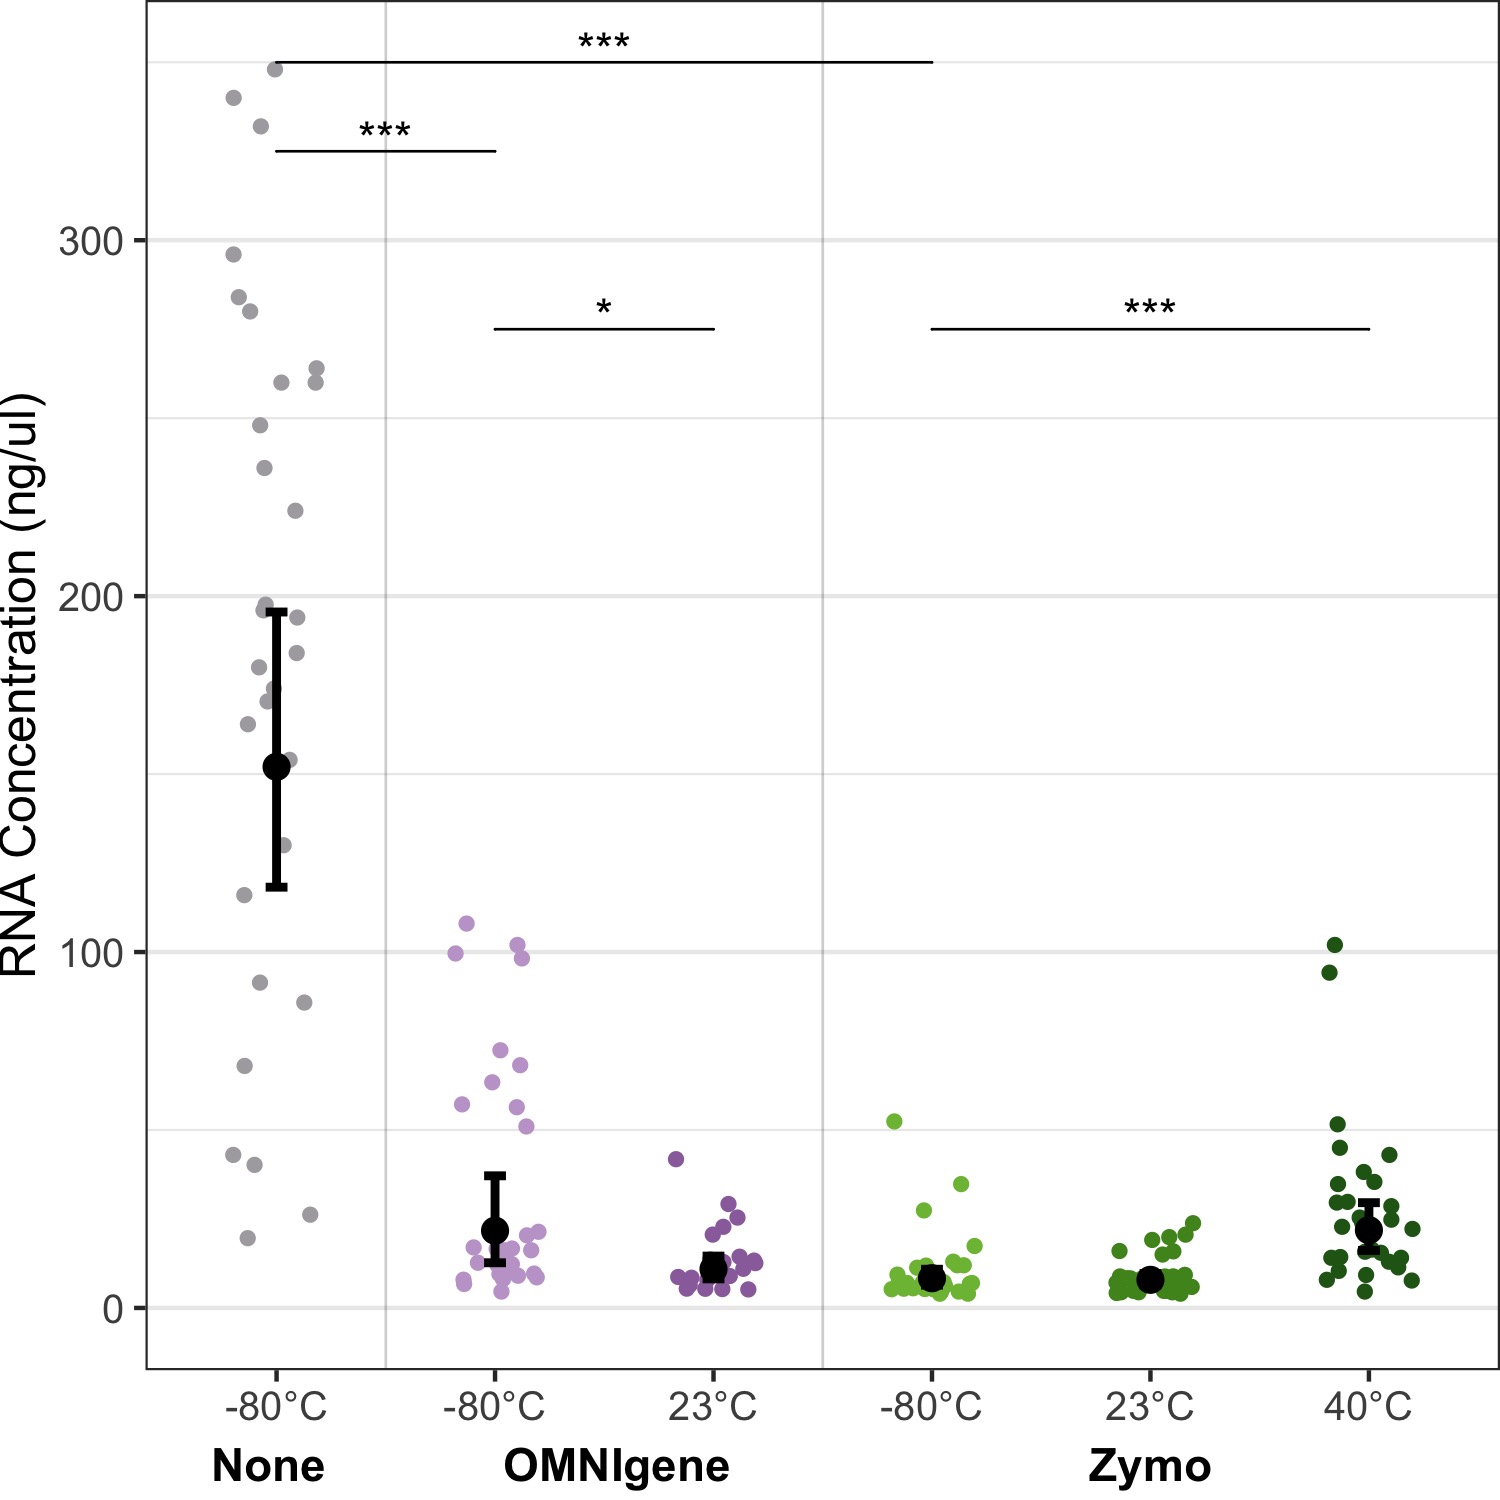 ***
***
300
* ***
RNA Concentration (ng/ul)
200
100
0
-80°C -80°C 23°C -80°C 23°C 40°C
None OMNIgene Zymo